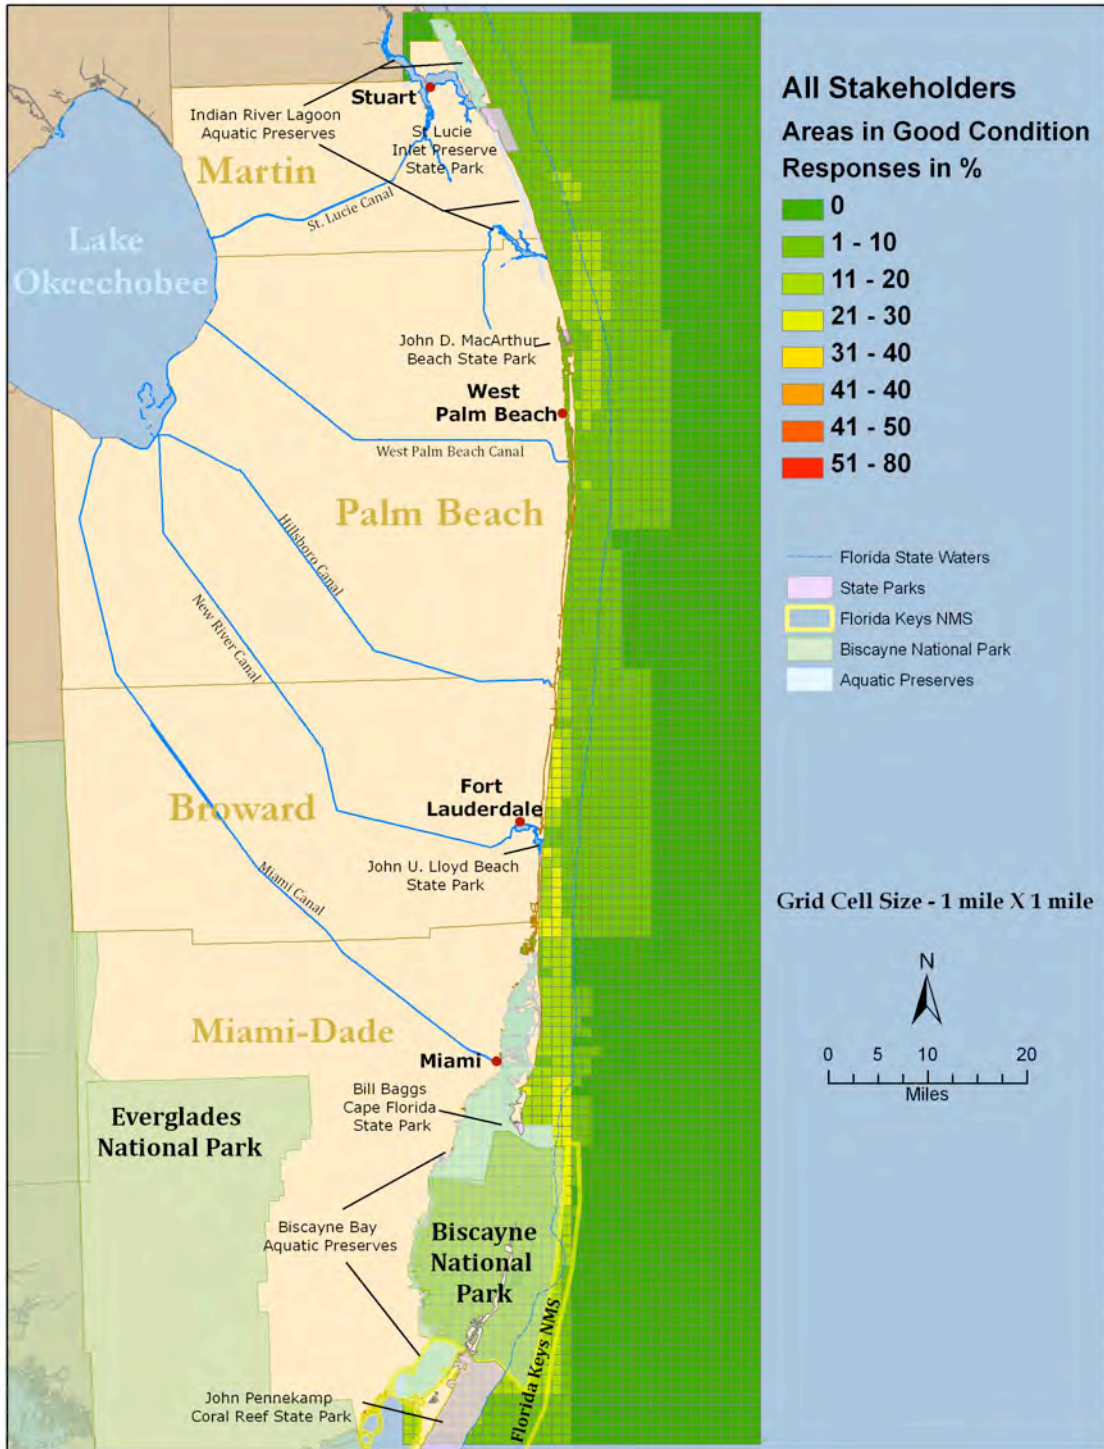 Stuart
Indian River Lagoon
Aquatic Preserves
St Lucie
Inlet Preserve
State Park
Martin
St. Lucie Canal
Lake
Okeechobee
John D. MacArthur
Beach State Park
West
Palm Beach
West Palm Beach Canal
Palm Beach
Hillsboro Canal
New River Canal
Fort
Lauderdale
Broward
John U. Lloyd Beach
State Park
Miami Canal
Miami-Dade
Miami
Bill Baggs
Cape Florida
State Park
Everglades
National Park
Biscayne Bay
Aquatic Preserves
Biscayne
National
Park
Florida Keys NMS
John Pennekamp
Coral Reef State Park
All Stakeholders
Areas in Good Condition
Responses in %
0
1 - 10
11 - 20
21 - 30
31 - 40
41 - 40
41 - 50
51 - 80
Florida State Waters
State Parks
Florida Keys NMS
Biscayne National Park
Aquatic Preserves
Grid Cell Size - 1 mile X 1 mile
N
0 5 10 20
Miles